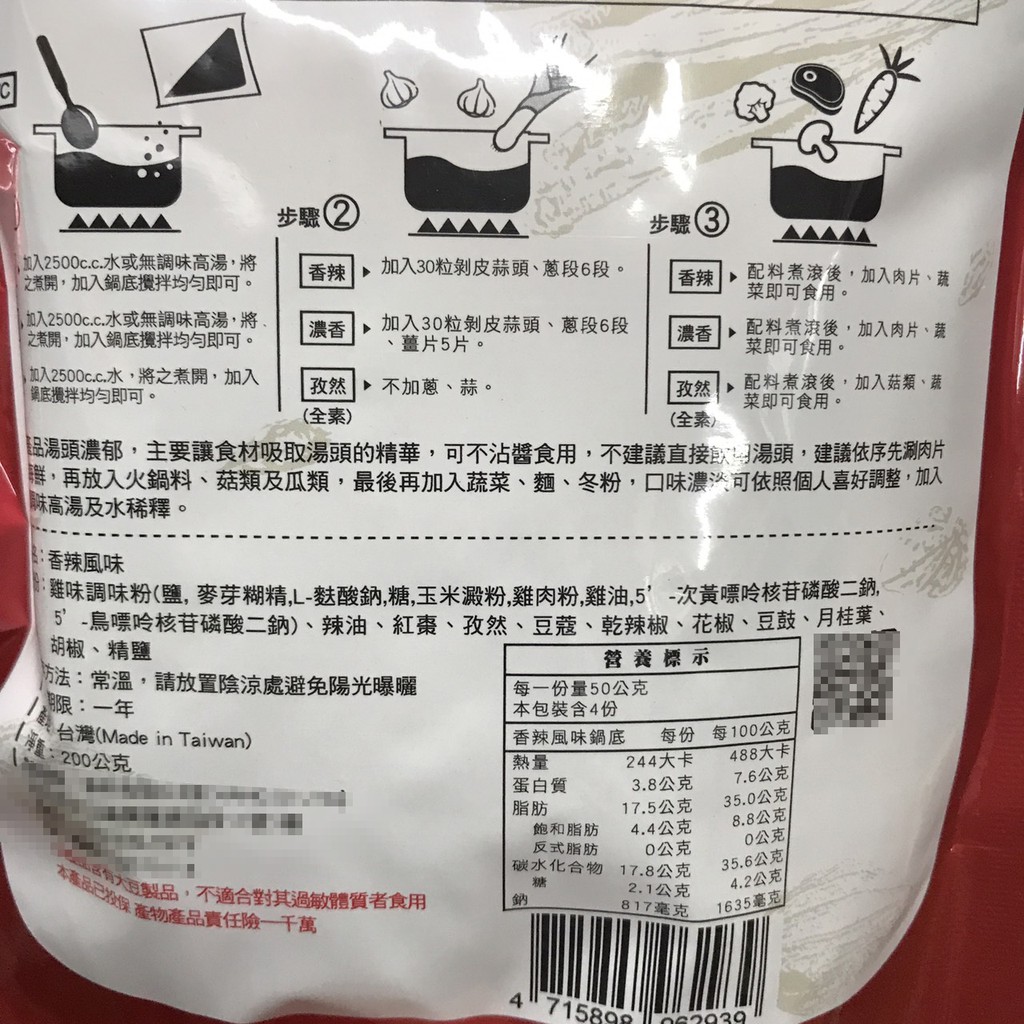 C
加入2500c.c.水或無調味高湯，將
之煮開，加入鍋底攪拌均勻即可。
加入2500c.c.水或無調味高湯，將
之煮開，加入鍋底攪拌均勻即可。
加入2500c.c.水，將之煮開，加入
鍋底攪拌均勻即可。
步驟②
香辣 ▸ 加入30粒剝皮蒜頭、蔥段6段。
濃香 ▸ 加入30粒剝皮蒜頭、蔥段6段
、薑片5片。
孜然 ▸ 不加蔥、蒜。
(全素)
步驟③
香辣 ▸ 配料煮滾後，加入肉片、蔬
菜即可食用。
濃香 ▸ 配料煮滾後，加入肉片、蔬
菜即可食用。
孜然 ▸ 配料煮滾後，加入菇類、蔬
菜即可食用。
(全素)
品湯頭濃郁，主要讓食材吸取湯頭的精華，可不沾醬食用，不建議直接飲用湯頭，建議依序先涮肉片
海鮮，再放入火鍋料、菇類及瓜類，最後再加入蔬菜、麵、冬粉，口味濃淡可依照個人喜好調整，加入
調味高湯及水稀釋。
：香辣風味
：雞味調味粉(鹽, 麥芽糊精,L-麩酸鈉,糖,玉米澱粉,雞肉粉,雞油,5’-次黃嘌呤核苷磷酸二鈉,
5’-鳥嘌呤核苷磷酸二鈉)、辣油、紅棗、孜然、豆蔻、乾辣椒、花椒、豆鼓、月桂葉、
胡椒、精鹽
方法：常溫，請放置陰涼處避免陽光曝曬
期限：一年
台灣(Made in Taiwan)
淨重：200公克
含有大豆製品，不適合對其過敏體質者食用
本產品已投保 產物產品責任險一千萬
營養標示
每一份量50公克
本包裝含4份
香辣風味鍋底 每份 每100公克
熱量 244大卡 488大卡
蛋白質 3.8公克 7.6公克
脂肪 17.5公克 35.0公克
飽和脂肪 4.4公克 8.8公克
反式脂肪 0公克 0公克
碳水化合物 17.8公克 35.6公克
糖 2.1公克 4.2公克
鈉 817毫克 1635毫克
4 715898 962939